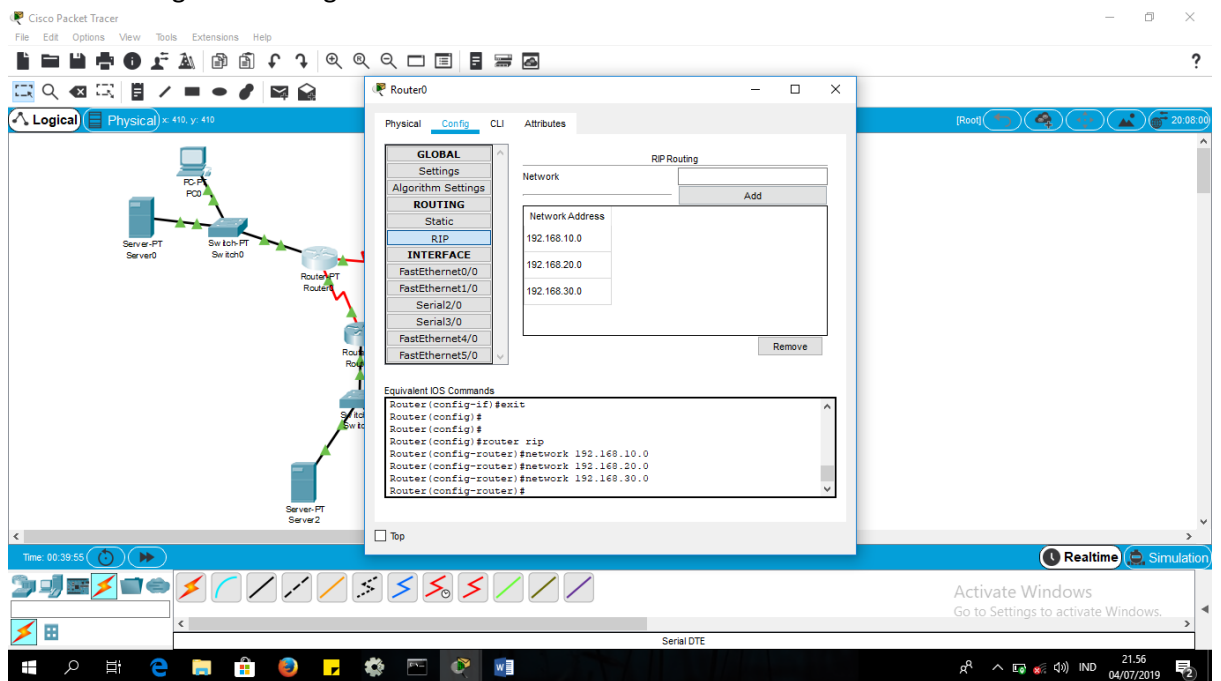 Cisco Packet Tracer
File Edit Options View Tools Extensions Help
?
Logical Physical x: 410, y: 410
[Root] 20:08:00
Router0
Physical Config CLI Attributes
GLOBAL
Settings
Algorithm Settings
ROUTING
Static
RIP
INTERFACE
FastEthernet0/0
FastEthernet1/0
Serial2/0
Serial3/0
FastEthernet4/0
FastEthernet5/0
RIP Routing
Network
Add
Network Address
192.168.10.0
192.168.20.0
192.168.30.0
Remove
Equivalent IOS Commands
Router(config-if)#exit
Router(config)#
Router(config)#
Router(config)#router rip
Router(config-router)#network 192.168.10.0
Router(config-router)#network 192.168.20.0
Router(config-router)#network 192.168.30.0
Router(config-router)#
Top
PC-PT
PC0
Server-PT
Server0
Switch-PT
Switch0
Router-PT
Server-PT
Server2
Time: 00:39:55
Realtime Simulation
Activate Windows
Go to Settings to activate Windows.
Serial DTE
IND
21.56
04/07/2019